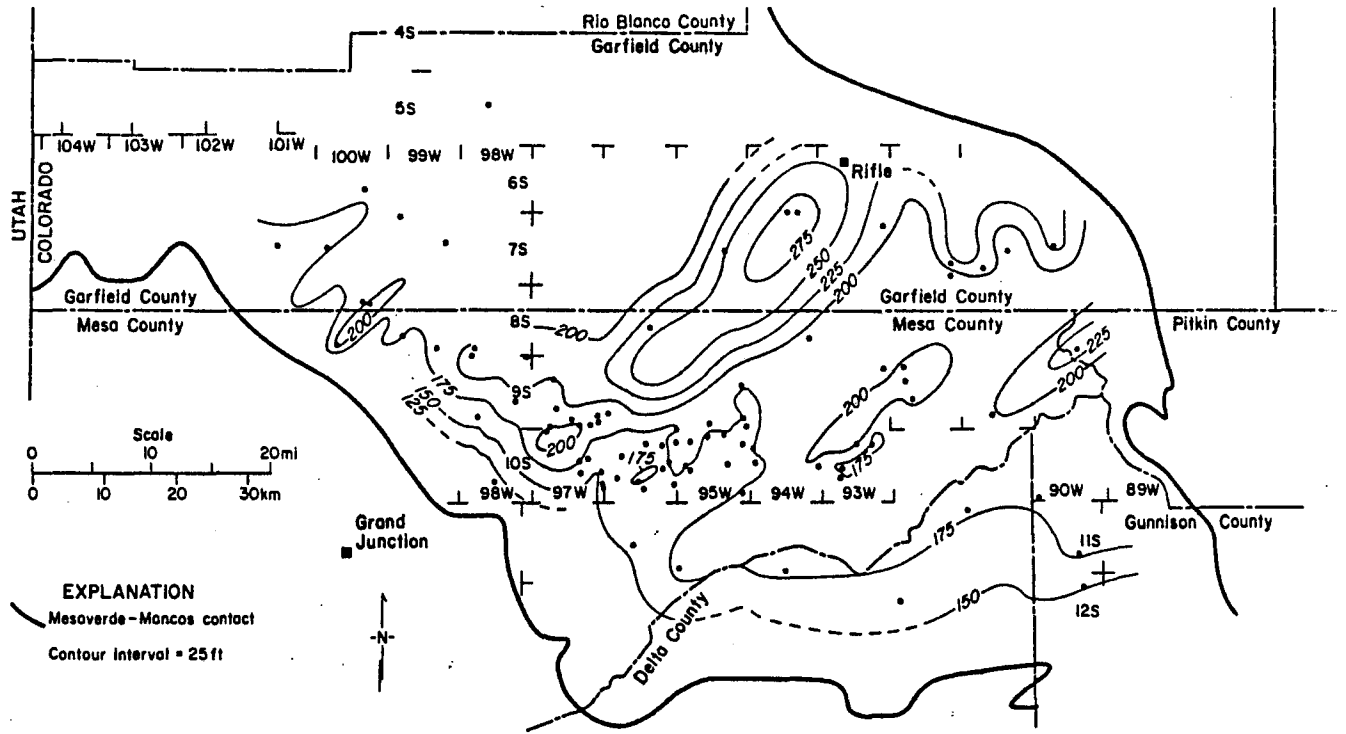 Rio Blanco County
4S
Garfield County
5S
104W 103W 102W 101W 100W 99W 98W
UTAH
COLORADO
6S
Rifle
7S
275
250
225
200
Garfield County
Mesa County
200
8S
200
Garfield County
Mesa County
Pitkin County
225
200
175
150
125
9S
200
200
10S
175
175
Scale
0 10 20mi
0 10 20 30km
98W 97W 95W 94W 93W 90W 89W
Gunnison County
Grand
Junction
175
11S
150
12S
EXPLANATION
Mesaverde-Mancos contact
Contour Interval = 25ft
-N-
Delta County